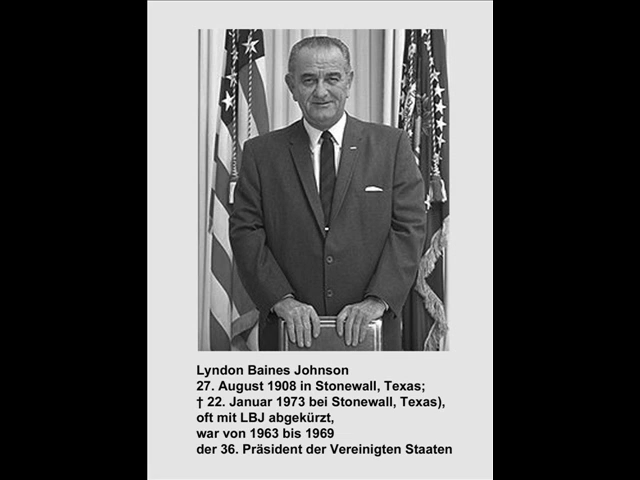 Lyndon Baines Johnson
27. August 1908 in Stonewall, Texas;
† 22. Januar 1973 bei Stonewall, Texas),
oft mit LBJ abgekürzt,
war von 1963 bis 1969
der 36. Präsident der Vereinigten Staaten